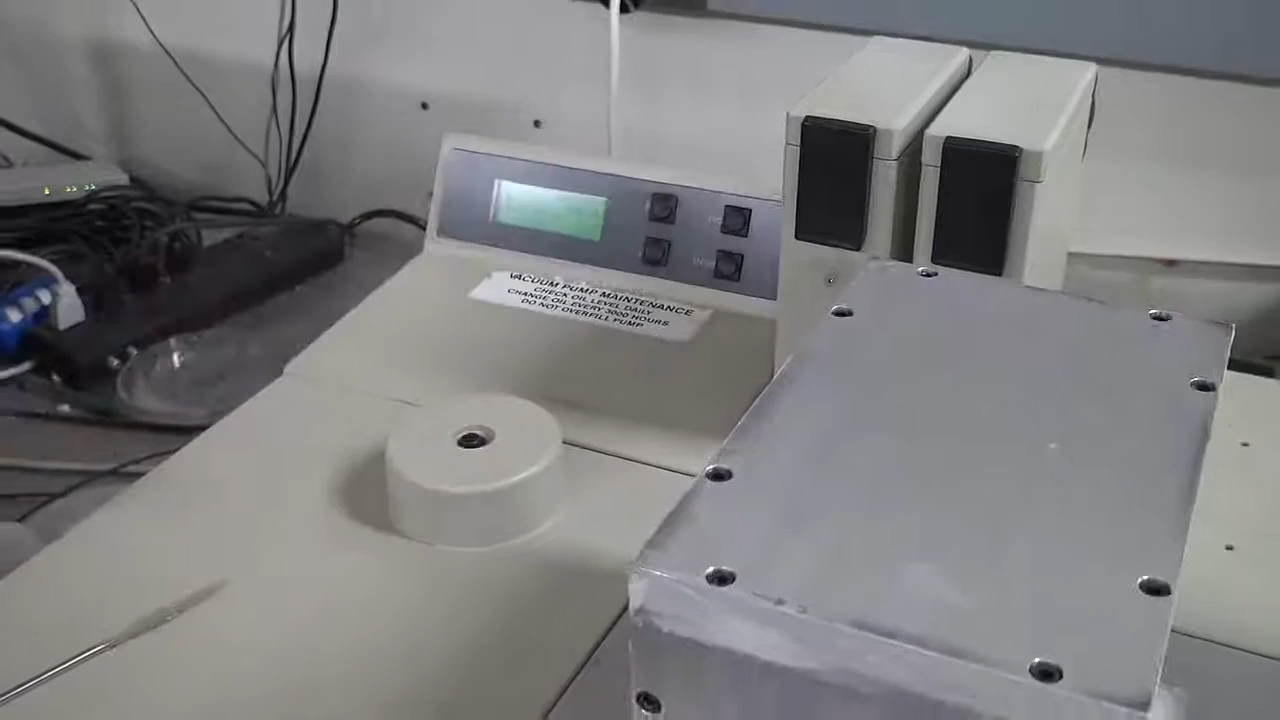 VACUUM PUMP MAINTENANCE
CHECK OIL LEVEL DAILY
CHANGE OIL EVERY 3000 HOURS
DO NOT OVERFILL PUMP